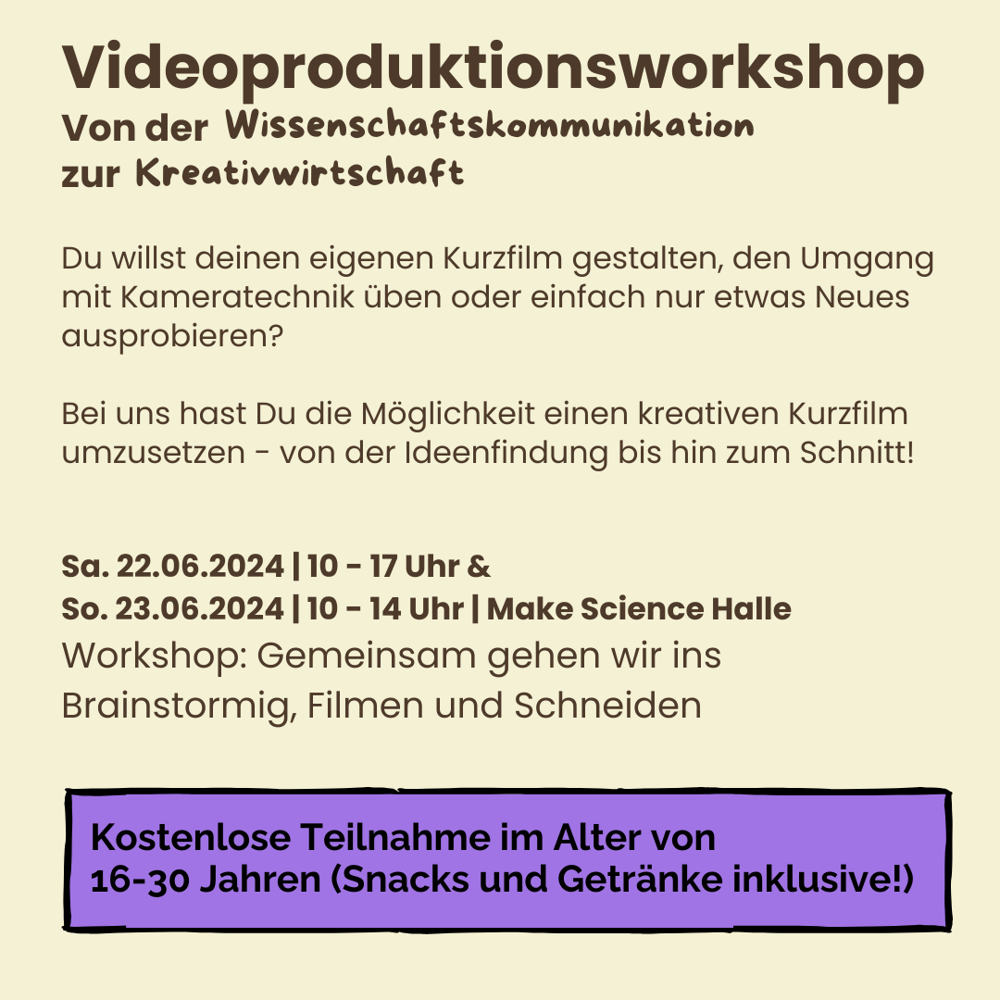 Videoproduktionsworkshop
Von der Wissenschaftskommunikation
zur Kreativwirtschaft
Du willst deinen eigenen Kurzfilm gestalten, den Umgang
mit Kameratechnik üben oder einfach nur etwas Neues
ausprobieren?
Bei uns hast Du die Möglichkeit einen kreativen Kurzfilm
umzusetzen - von der Ideenfindung bis hin zum Schnitt!
Sa. 22.06.2024 | 10 - 17 Uhr &
So. 23.06.2024 | 10 - 14 Uhr | Make Science Halle
Workshop: Gemeinsam gehen wir ins
Brainstormig, Filmen und Schneiden
Kostenlose Teilnahme im Alter von
16-30 Jahren (Snacks und Getränke inklusive!)